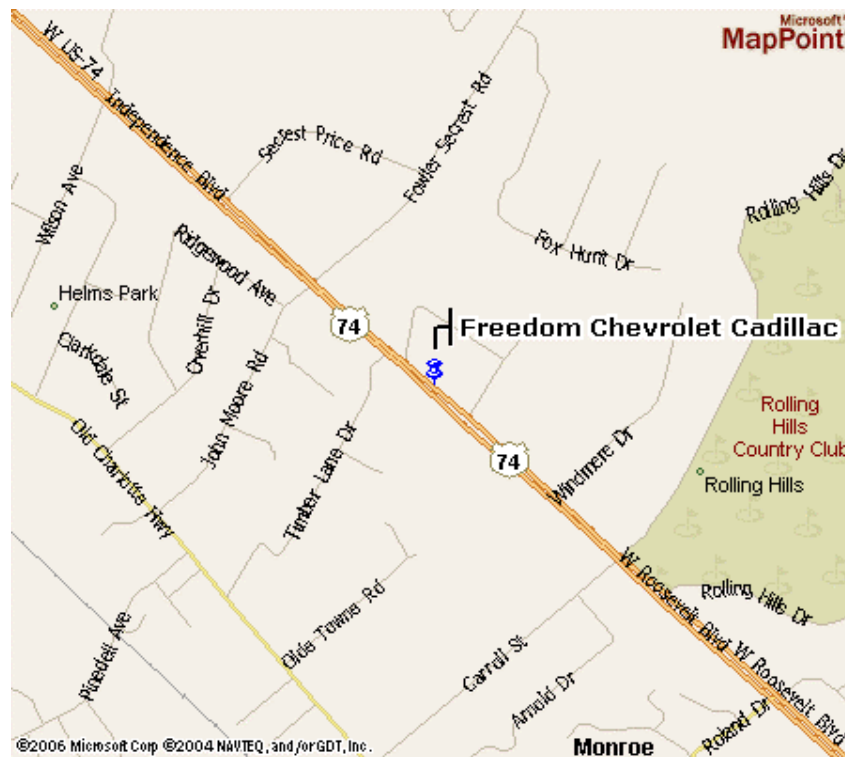 Microsoft®
MapPoint®
W US-74
Independence Blvd
Secrest Price Rd
Fowler Secrest Rd
Rolling Hills Dr
Wilson Ave
Ridgewood Ave
Fox Hunt Dr
Helms Park
Overhill Dr
74
Freedom Chevrolet Cadillac
Clarkdale St
John Moore Rd
Rolling
Hills
Country Club
Old Charlotte Hwy
Timber Lane Dr
74
Windmere Dr
Rolling Hills
W Roosevelt Blvd
Rolling Hills Dr
Pinedell Ave
Olde Towne Rd
Carroll St
W Roosevelt Blvd
Arnold Dr
Roland Dr
Monroe
©2006 Microsoft Corp ©2004 NAVTEQ, and/or GDT, Inc.